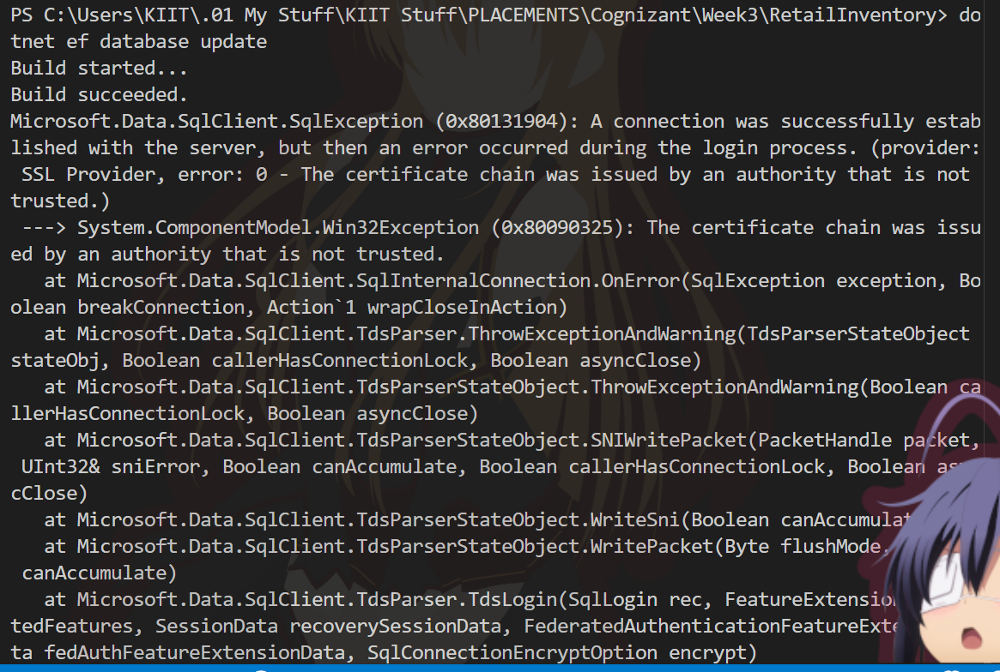 PS C:\Users\KIIT\.01 My Stuff\KIIT Stuff\PLACEMENTS\Cognizant\Week3\RetailInventory> do
tnet ef database update
Build started...
Build succeeded.
Microsoft.Data.SqlClient.SqlException (0x80131904): A connection was successfully estab
lished with the server, but then an error occurred during the login process. (provider:
 SSL Provider, error: 0 - The certificate chain was issued by an authority that is not
trusted.)
 ---> System.ComponentModel.Win32Exception (0x80090325): The certificate chain was issu
ed by an authority that is not trusted.
   at Microsoft.Data.SqlClient.SqlInternalConnection.OnError(SqlException exception, Bo
olean breakConnection, Action`1 wrapCloseInAction)
   at Microsoft.Data.SqlClient.TdsParser.ThrowExceptionAndWarning(TdsParserStateObject
stateObj, Boolean callerHasConnectionLock, Boolean asyncClose)
   at Microsoft.Data.SqlClient.TdsParserStateObject.ThrowExceptionAndWarning(Boolean ca
llerHasConnectionLock, Boolean asyncClose)
   at Microsoft.Data.SqlClient.TdsParserStateObject.SNIWritePacket(PacketHandle packet,
 UInt32& sniError, Boolean canAccumulate, Boolean callerHasConnectionLock, Boolean as
cClose)
   at Microsoft.Data.SqlClient.TdsParserStateObject.WriteSni(Boolean canAccumulat
   at Microsoft.Data.SqlClient.TdsParserStateObject.WritePacket(Byte flushMode,
 canAccumulate)
   at Microsoft.Data.SqlClient.TdsParser.TdsLogin(SqlLogin rec, FeatureExtensio
tedFeatures, SessionData recoverySessionData, FederatedAuthenticationFeatureExte
ta fedAuthFeatureExtensionData, SqlConnectionEncryptOption encrypt)